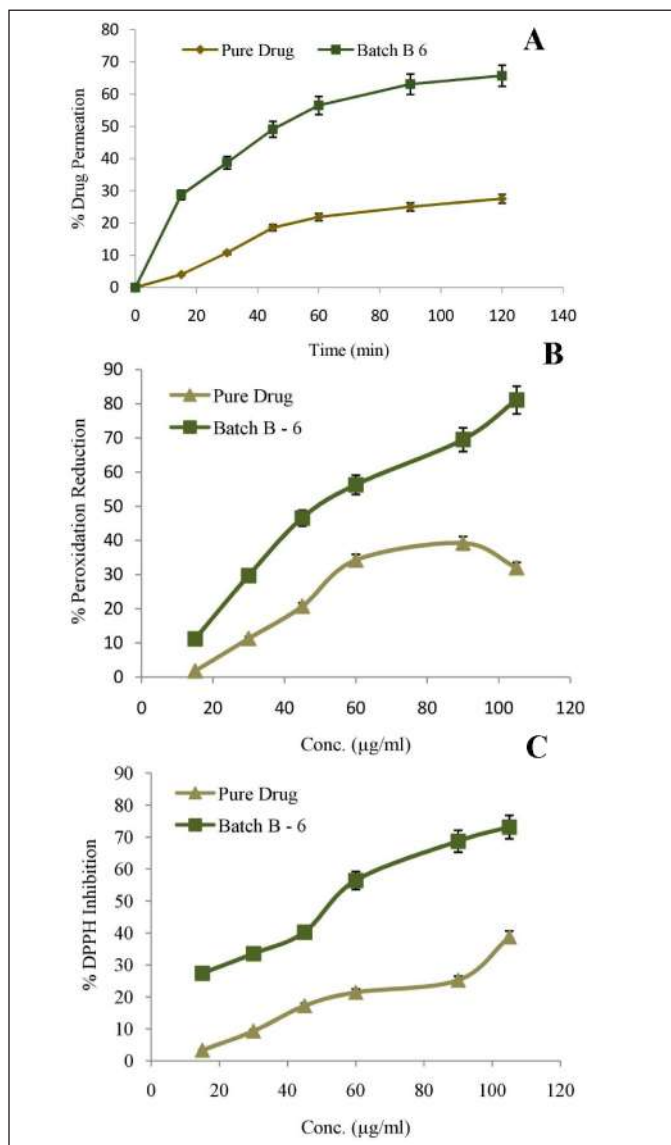 A
Pure Drug Batch B 6
80
70
60
50
40
30
20
10
0
% Drug Permeation
0 20 40 60 80 100 120 140
Time (min)
B
Pure Drug
Batch B - 6
90
80
70
60
50
40
30
20
10
0
% Peroxidation Reduction
0 20 40 60 80 100 120
Conc. (µg/ml)
C
Pure Drug
Batch B - 6
90
80
70
60
50
40
30
20
10
0
% DPPH Inhibition
0 20 40 60 80 100 120
Conc. (µg/ml)